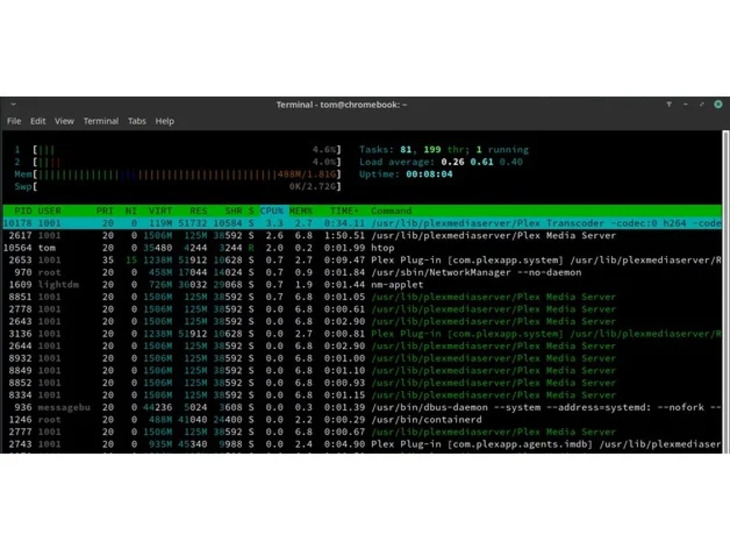 Terminal - tom@chromebook: ~
File Edit View Terminal Tabs Help
1 [||| 4.6%] Tasks: 81, 199 thr; 1 running
2 [|||| 4.0%] Load average: 0.26 0.61 0.40
Mem[ 488M/1.81G] Uptime: 00:08:04
Swp[ 0K/2.72G]
PID USER PRI NI VIRT RES SHR S CPU% MEM% TIME+ Command
10178 1001 20 0 119M 51732 10584 S 3.3 2.7 0:34.11 /usr/lib/plexmediaserver/Plex Transcoder -codec:0 h264 -code
2617 1001 20 0 1506M 125M 38592 S 2.6 6.8 1:50.51 /usr/lib/plexmediaserver/Plex Media Server
10564 tom 20 0 35480 4244 3244 R 2.0 0.2 0:01.99 htop
2653 1001 35 15 1238M 51912 10628 S 0.7 2.7 0:09.47 Plex Plug-in [com.plexapp.system] /usr/lib/plexmediaserver/R
970 root 20 0 458M 17044 14024 S 0.7 0.9 0:01.84 /usr/sbin/NetworkManager --no-daemon
1609 lightdm 20 0 726M 36032 29068 S 0.7 1.9 0:01.44 nm-applet
8851 1001 20 0 1506M 125M 38592 S 0.7 6.8 0:01.05 /usr/lib/plexmediaserver/Plex Media Server
2778 1001 20 0 1506M 125M 38592 S 0.0 6.8 0:00.61 /usr/lib/plexmediaserver/Plex Media Server
2643 1001 20 0 1506M 125M 38592 S 0.0 6.8 0:02.90 /usr/lib/plexmediaserver/Plex Media Server
3136 1001 20 0 1238M 51912 10628 S 0.0 2.7 0:00.81 Plex Plug-in [com.plexapp.system] /usr/lib/plexmediaserver/R
2644 1001 20 0 1506M 125M 38592 S 0.0 6.8 0:02.90 /usr/lib/plexmediaserver/Plex Media Server
8932 1001 20 0 1506M 125M 38592 S 0.0 6.8 0:01.00 /usr/lib/plexmediaserver/Plex Media Server
8849 1001 20 0 1506M 125M 38592 S 0.0 6.8 0:01.10 /usr/lib/plexmediaserver/Plex Media Server
8852 1001 20 0 1506M 125M 38592 S 0.0 6.8 0:00.93 /usr/lib/plexmediaserver/Plex Media Server
8334 1001 20 0 1506M 125M 38592 S 0.0 6.8 0:01.15 /usr/lib/plexmediaserver/Plex Media Server
936 messagebu 20 0 44236 5024 3608 S 0.0 0.3 0:01.39 /usr/bin/dbus-daemon --system --address=systemd: --nofork --
1246 root 20 0 488M 41040 24400 S 0.0 2.2 0:00.29 /usr/bin/containerd
2777 1001 20 0 1506M 125M 38592 S 0.0 6.8 0:00.67 /usr/lib/plexmediaserver/Plex Media Server
2743 1001 20 0 935M 45340 9988 S 0.0 2.4 0:04.90 Plex Plug-in [com.plexapp.agents.imdb] /usr/lib/plexmediaser